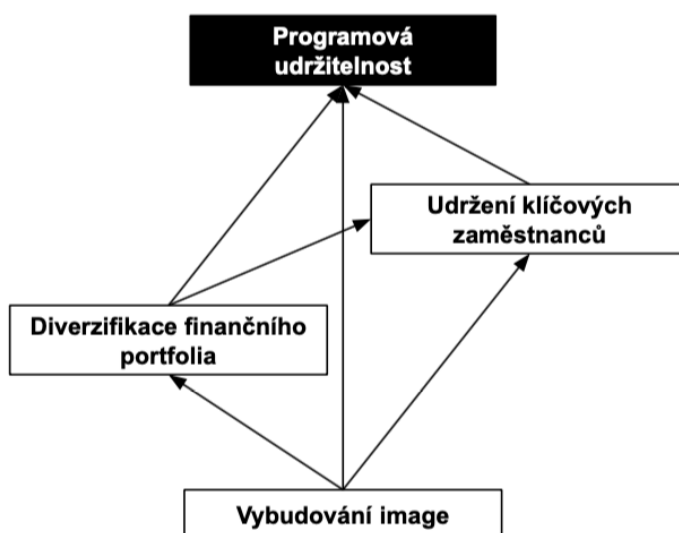 Programová
udržitelnost
Udržení klíčových
zaměstnanců
Diverzifikace finančního
portfolia
Vybudování image